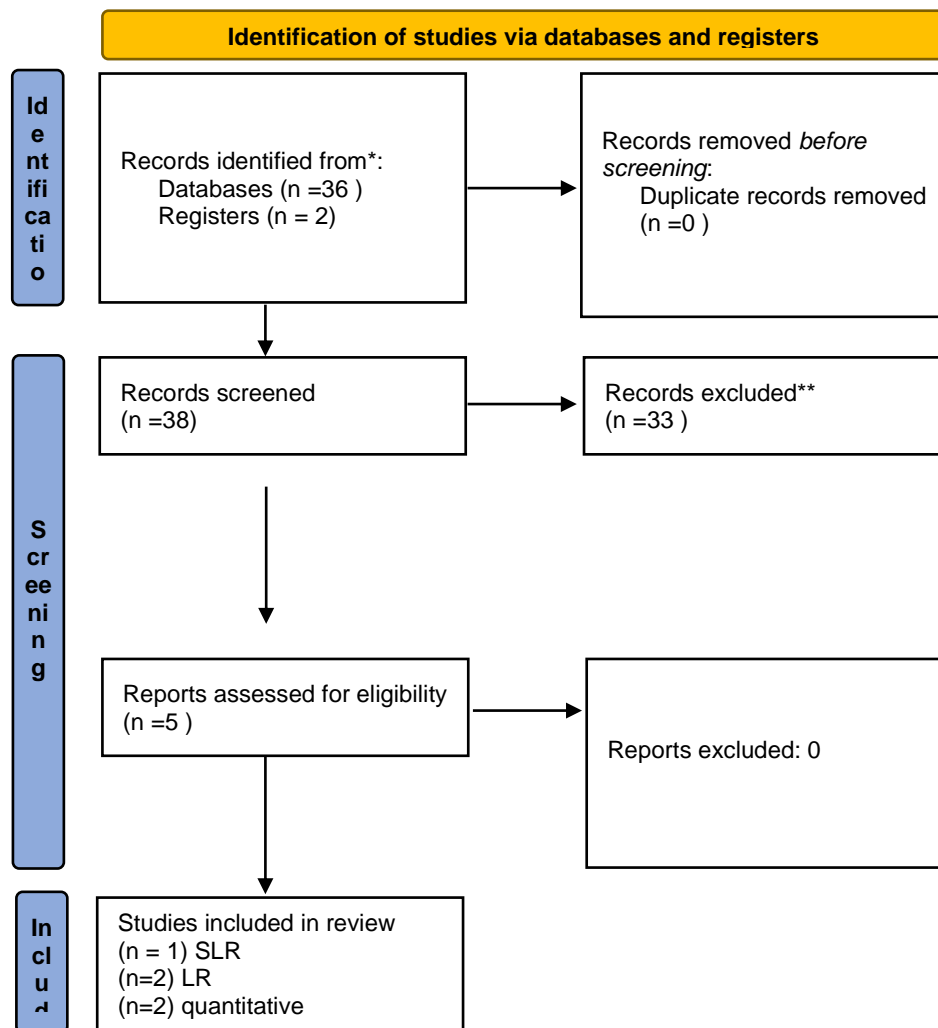 Identification of studies via databases and registers
Id
e
nt
ifi
ca
ti
o
Records identified from*:
Databases (n =36 )
Registers (n = 2)
Records removed before
screening:
Duplicate records removed
(n =0 )
S
cr
ee
ni
n
g
Records screened
(n =38)
Records excluded**
(n =33 )
Reports assessed for eligibility
(n =5 )
Reports excluded: 0
In
cl
u
d
Studies included in review
(n = 1) SLR
(n=2) LR
(n=2) quantitative